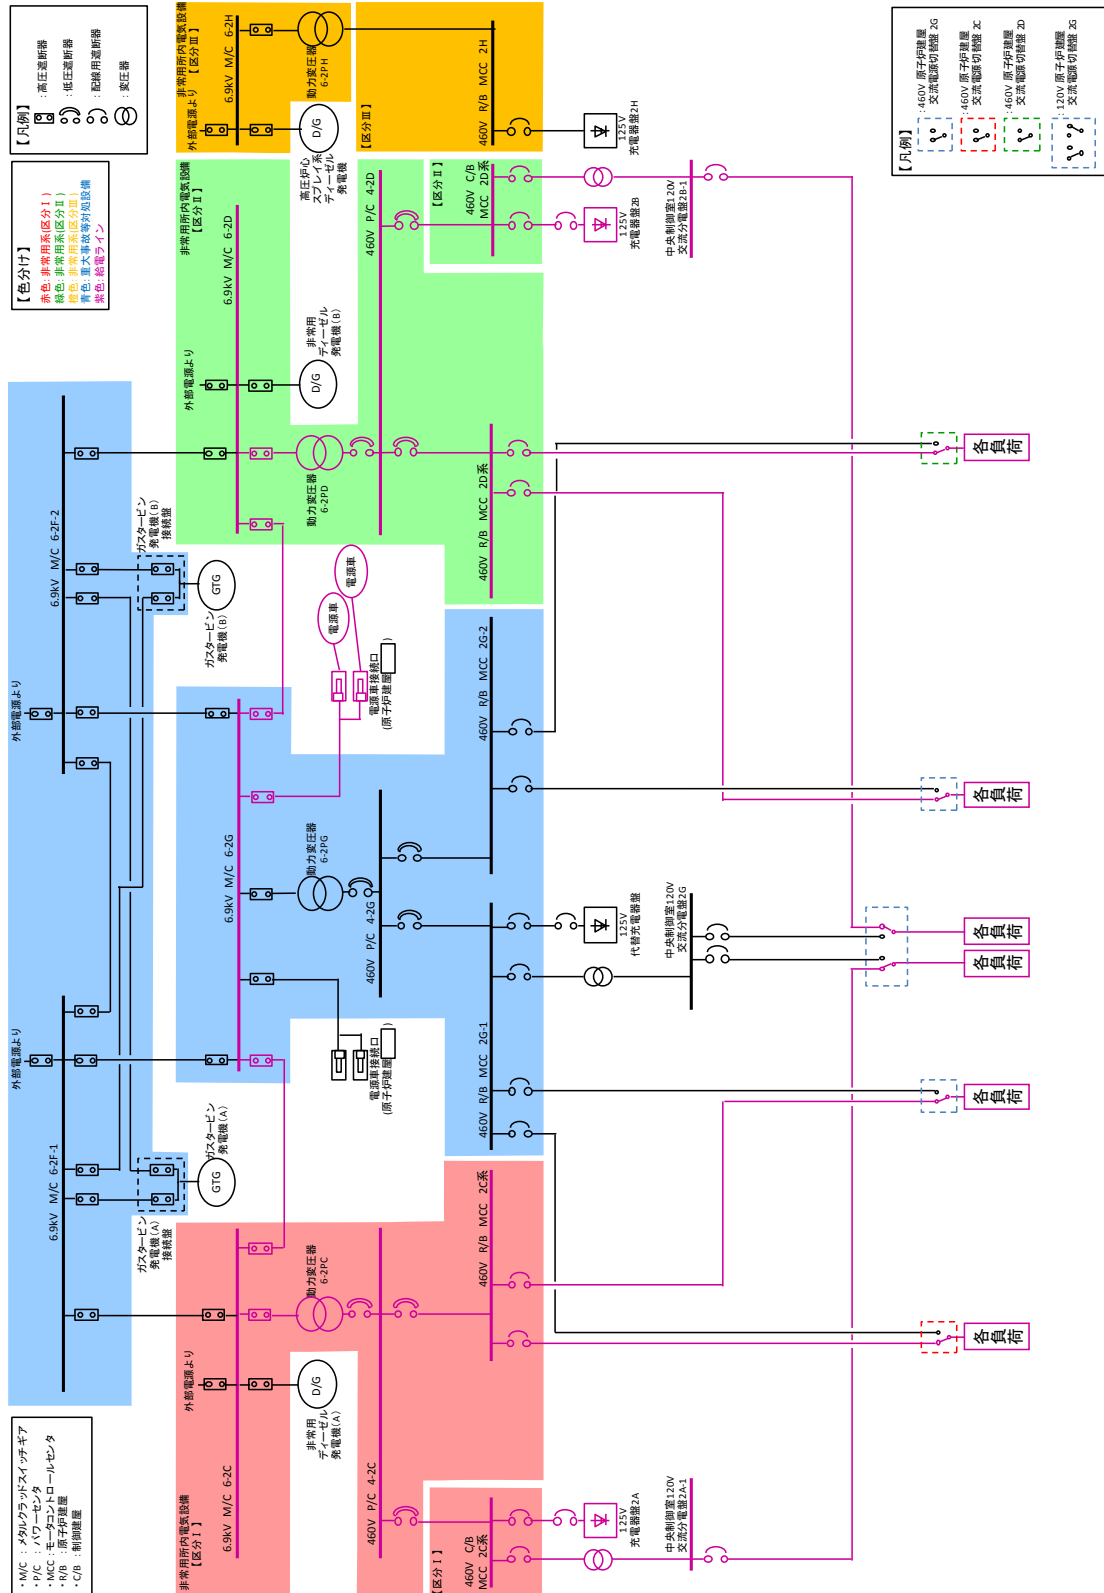 ・M/C ：メタルクラッドスイッチギア
・P/C ：パワーセンタ
・MCC：モータコントロールセンタ
・R/B ：原子炉建屋
・C/B ：制御建屋
【色分け】
赤色：非常用系(区分Ⅰ)
緑色：非常用系(区分Ⅱ)
橙色：非常用系(区分Ⅲ)
青色：重大事故等対処設備
紫色：給電ライン
【凡例】
：高圧遮断器
：低圧遮断器
：配線用遮断器
：変圧器
6.9kV M/C 6-2F-1
外部電源より
6.9kV M/C 6-2F-2
外部電源より
ガスタービン
発電機(A)
接続盤
GTG
ガスタービン
発電機(A)
ガスタービン
発電機(B)
接続盤
GTG
ガスタービン
発電機(B)
非常用所内電気設備
【区分Ⅰ】
6.9kV M/C 6-2C
外部電源より
D/G
非常用
ディーゼル
発電機(A)
動力変圧器
6-2PC
460V P/C 4-2C
【区分Ⅰ】
460V C/B
MCC 2C系
460V R/B MCC 2C系
125V
充電器盤2A
中央制御室120V
交流分電盤2A-1
6.9kV M/C 6-2G
動力変圧器
6-2PG
460V P/C 4-2G
電源車接続口
(原子炉建屋 )
電源車
電源車
電源車接続口
(原子炉建屋 )
460V R/B MCC 2G-1
460V R/B MCC 2G-2
125V
代替充電器盤
中央制御室120V
交流分電盤2G
非常用所内電気設備
【区分Ⅱ】
6.9kV M/C 6-2D
外部電源より
D/G
非常用
ディーゼル
発電機(B)
動力変圧器
6-2PD
460V P/C 4-2D
【区分Ⅱ】
460V C/B
MCC 2D系
460V R/B MCC 2D系
125V
充電器盤2B
中央制御室120V
交流分電盤2B-1
非常用所内電気設備
【区分Ⅲ】
外部電源より
6.9kV M/C 6-2H
D/G
高圧炉心
スプレイ系
ディーゼル
発電機
動力変圧器
6-2PH
【区分Ⅲ】
460V R/B MCC 2H
125V
充電器盤2H
各負荷
各負荷
各負荷
各負荷
各負荷
各負荷
【凡例】
：460V 原子炉建屋
交流電源切替盤 2G
：460V 原子炉建屋
交流電源切替盤 2C
：460V 原子炉建屋
交流電源切替盤 2D
：120V 原子炉建屋
交流電源切替盤 2G